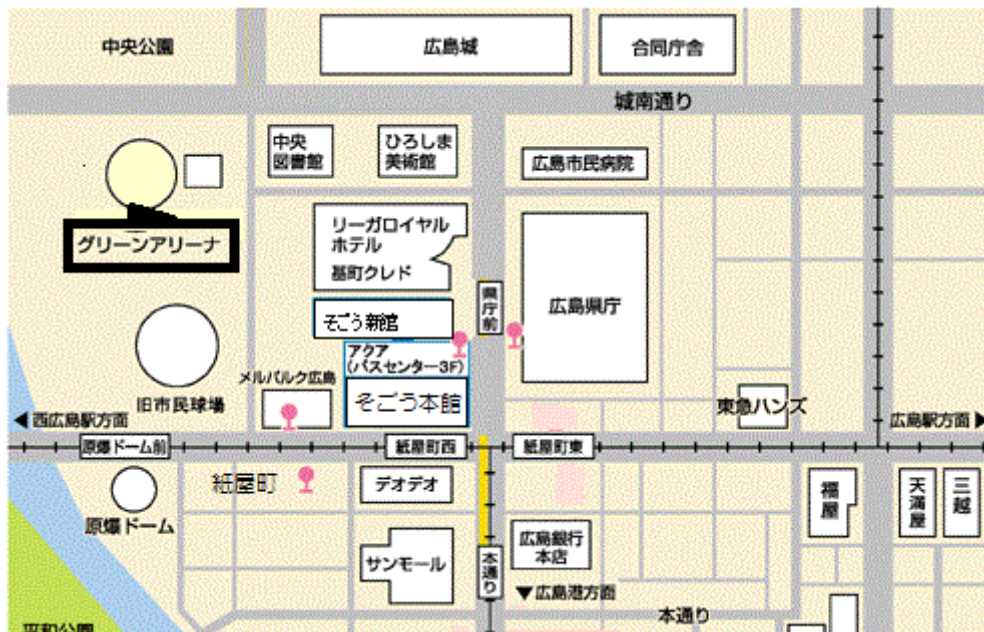 中央公園
広島城
合同庁舎
城南通り
中央
図書館
ひろしま
美術館
広島市民病院
グリーンアリーナ
リーガロイヤル
ホテル
基町クレド
県庁前
広島県庁
そごう新館
アクア
(バスセンター3F)
メルパルク広島
そごう本館
旧市民球場
東急ハンズ
◀西広島駅方面
広島駅方面▶
原爆ドーム前
紙屋町西
紙屋町東
紙屋町
デオデオ
福屋
天満屋
三越
原爆ドーム
サンモール
本通り
広島銀行
本店
▼広島港方面
本通り
平和公園